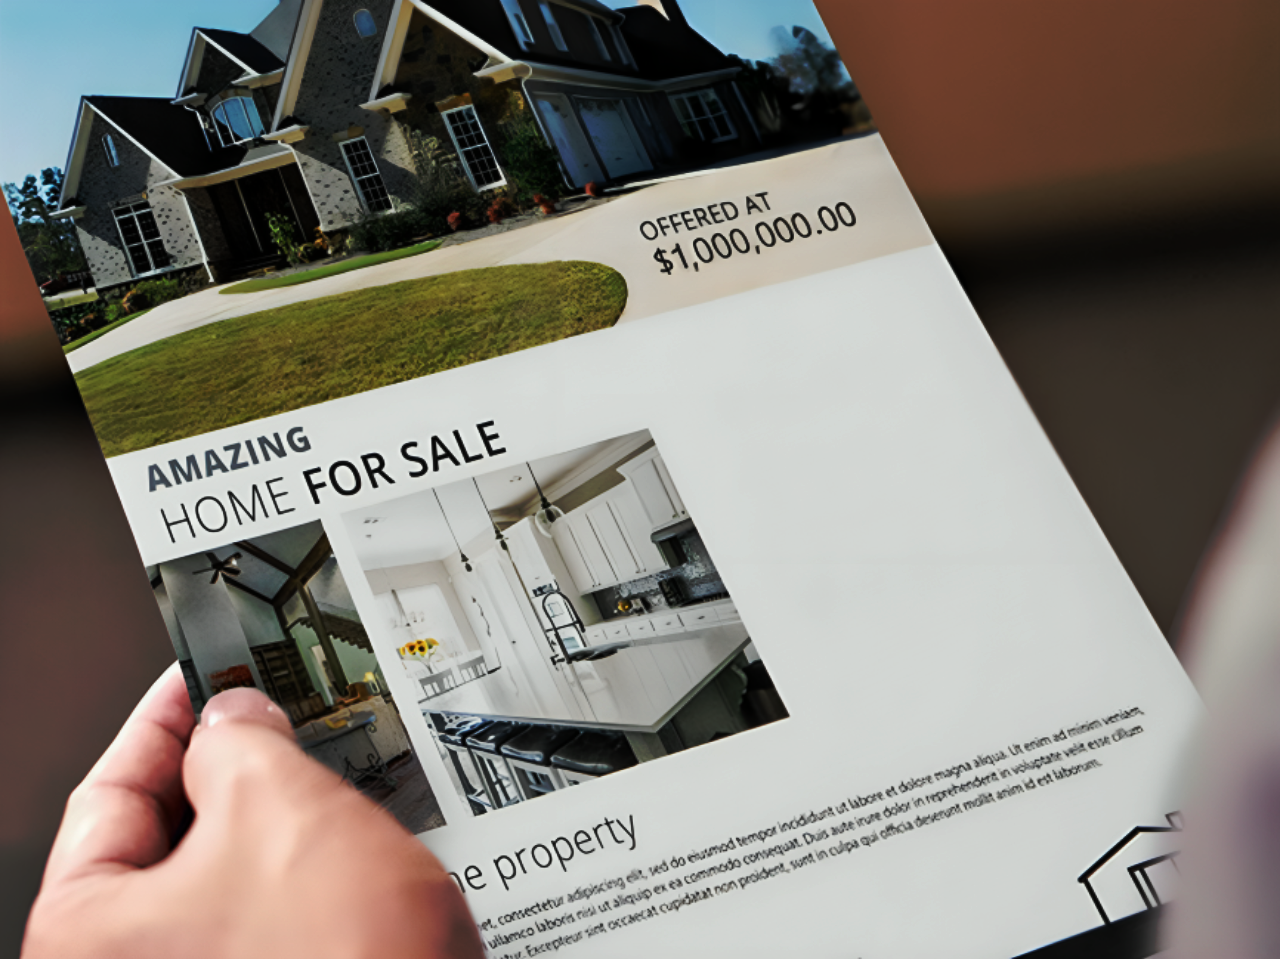 OFFERED AT
$1,000,000.00
AMAZING
HOME FOR SALE
property
consectetur adipiscing elit, sed do eiusmod tempor incididunt ut labore et dolore magna aliqua. Ut enim ad minim veniam,
ullamco laboris nisi ut aliquip ex ea commodo consequat. Duis aute irure dolor in reprehenderit in voluptate velit esse cillum
Excepteur sint occaecat cupidatat non proident, sunt in culpa qui officia deserunt mollit anim id est laborum.